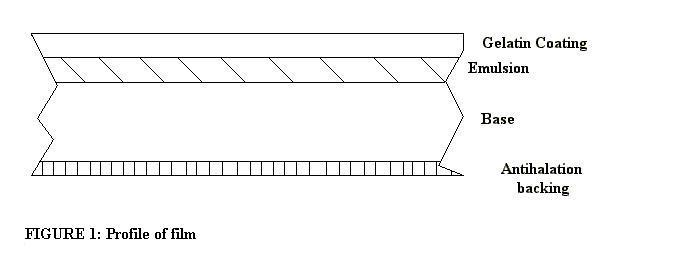 Gelatin Coating
Emulsion
Base
Antihalation
backing
FIGURE 1: Profile of film